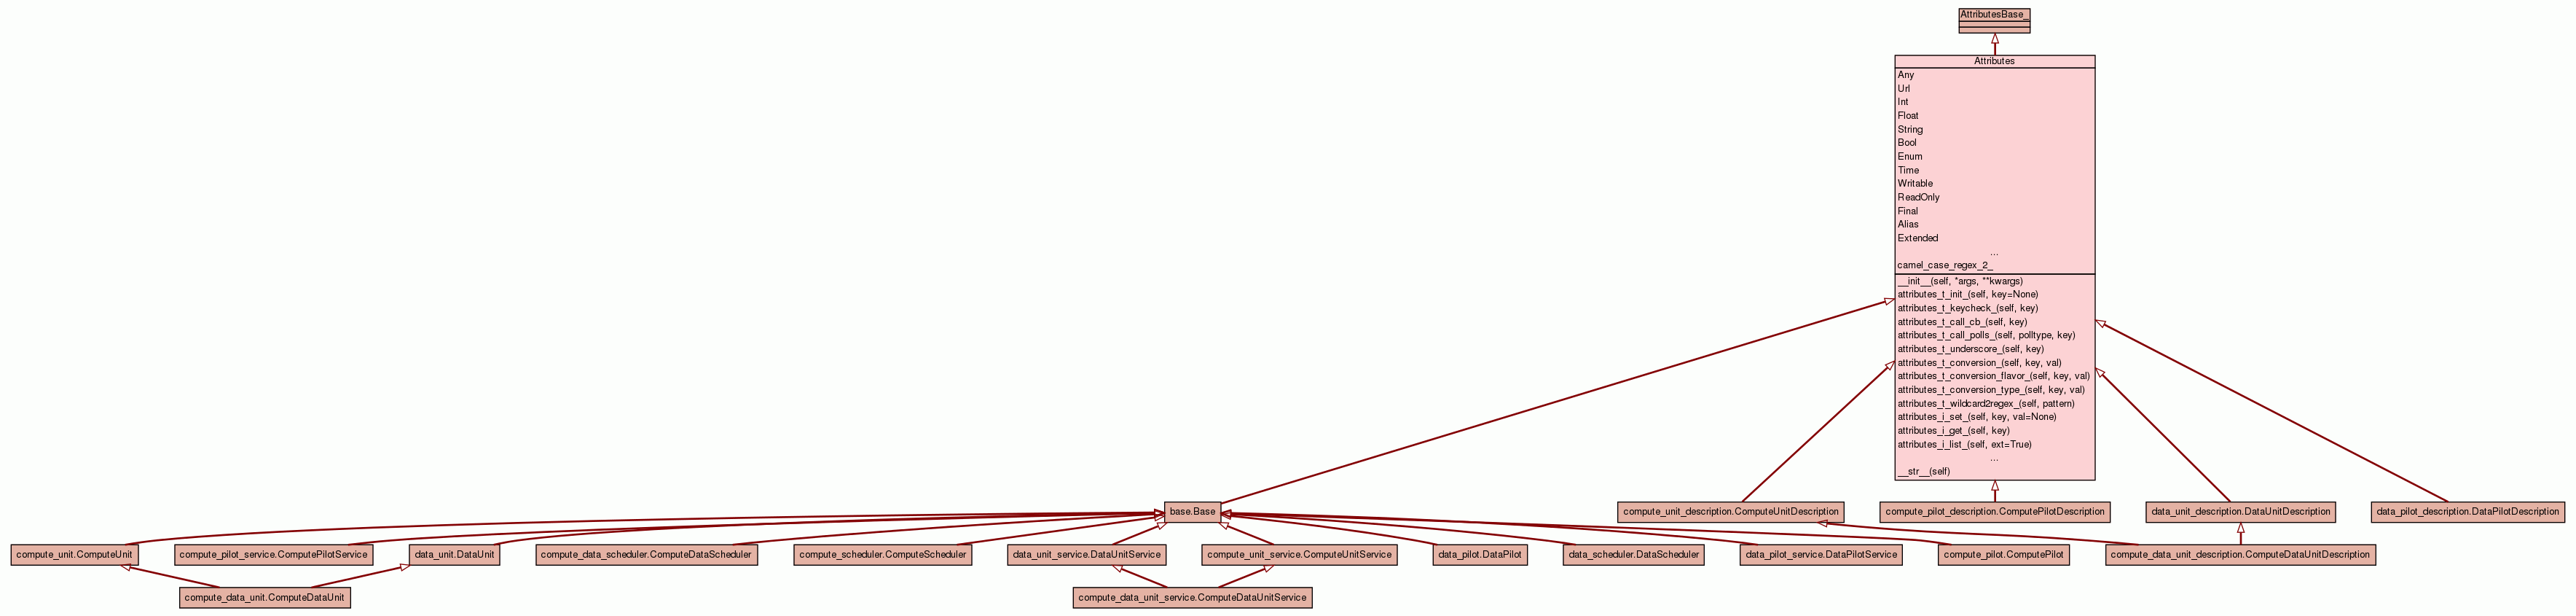 AttributesBase_
Attributes
Any
Url
Int
Float
String
Bool
Enum
Time
Writable
ReadOnly
Final
Alias
Extended
...
camel_case_regex_2_
__init__(self, *args, **kwargs)
attributes_t_init_(self, key=None)
attributes_t_keycheck_(self, key)
attributes_t_call_cb_(self, key)
attributes_t_call_polls_(self, polltype, key)
attributes_t_underscore_(self, key)
attributes_t_conversion_(self, key, val)
attributes_t_conversion_flavor_(self, key, val)
attributes_t_conversion_type_(self, key, val)
attributes_t_wildcard2regex_(self, pattern)
attributes_i_set_(self, key, val=None)
attributes_i_get_(self, key)
attributes_i_list_(self, ext=True)
...
__str__(self)
base.Base
compute_unit_description.ComputeUnitDescription
compute_pilot_description.ComputePilotDescription
data_unit_description.DataUnitDescription
data_pilot_description.DataPilotDescription
compute_unit.ComputeUnit
compute_pilot_service.ComputePilotService
data_unit.DataUnit
compute_data_scheduler.ComputeDataScheduler
compute_scheduler.ComputeScheduler
data_unit_service.DataUnitService
compute_unit_service.ComputeUnitService
data_pilot.DataPilot
data_scheduler.DataScheduler
data_pilot_service.DataPilotService
compute_pilot.ComputePilot
compute_data_unit_description.ComputeDataUnitDescription
compute_data_unit.ComputeDataUnit
compute_data_unit_service.ComputeDataUnitService